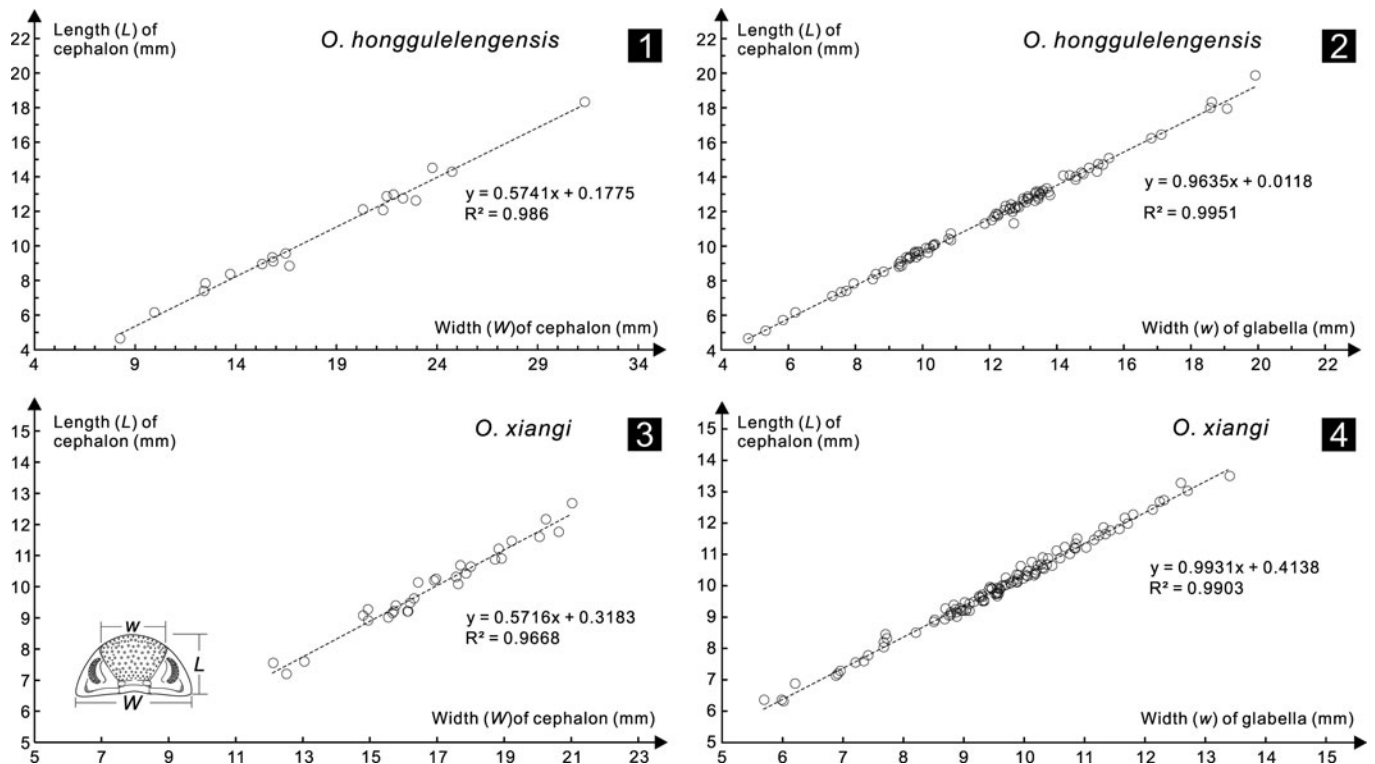 Length (L) of
cephalon (mm)
O. honggulelengensis
1
22
20
18
16
14
12
10
8
6
4
y = 0.5741x + 0.1775
R² = 0.986
Width (W)of cephalon (mm)
4 9 14 19 24 29 34
Length (L) of
cephalon (mm)
O. honggulelengensis
2
22
20
18
16
14
12
10
8
6
4
y = 0.9635x + 0.0118
R² = 0.9951
Width (w) of glabella (mm)
4 6 8 10 12 14 16 18 20 22
Length (L) of
cephalon (mm)
O. xiangi
3
15
14
13
12
11
10
9
8
7
6
5
y = 0.5716x + 0.3183
R² = 0.9668
w
L
W
Width (W)of cephalon (mm)
5 7 9 11 13 15 17 19 21 23
Length (L) of
cephalon (mm)
O. xiangi
4
15
14
13
12
11
10
9
8
7
6
5
y = 0.9931x + 0.4138
R² = 0.9903
Width (w) of glabella (mm)
5 6 7 8 9 10 11 12 13 14 15